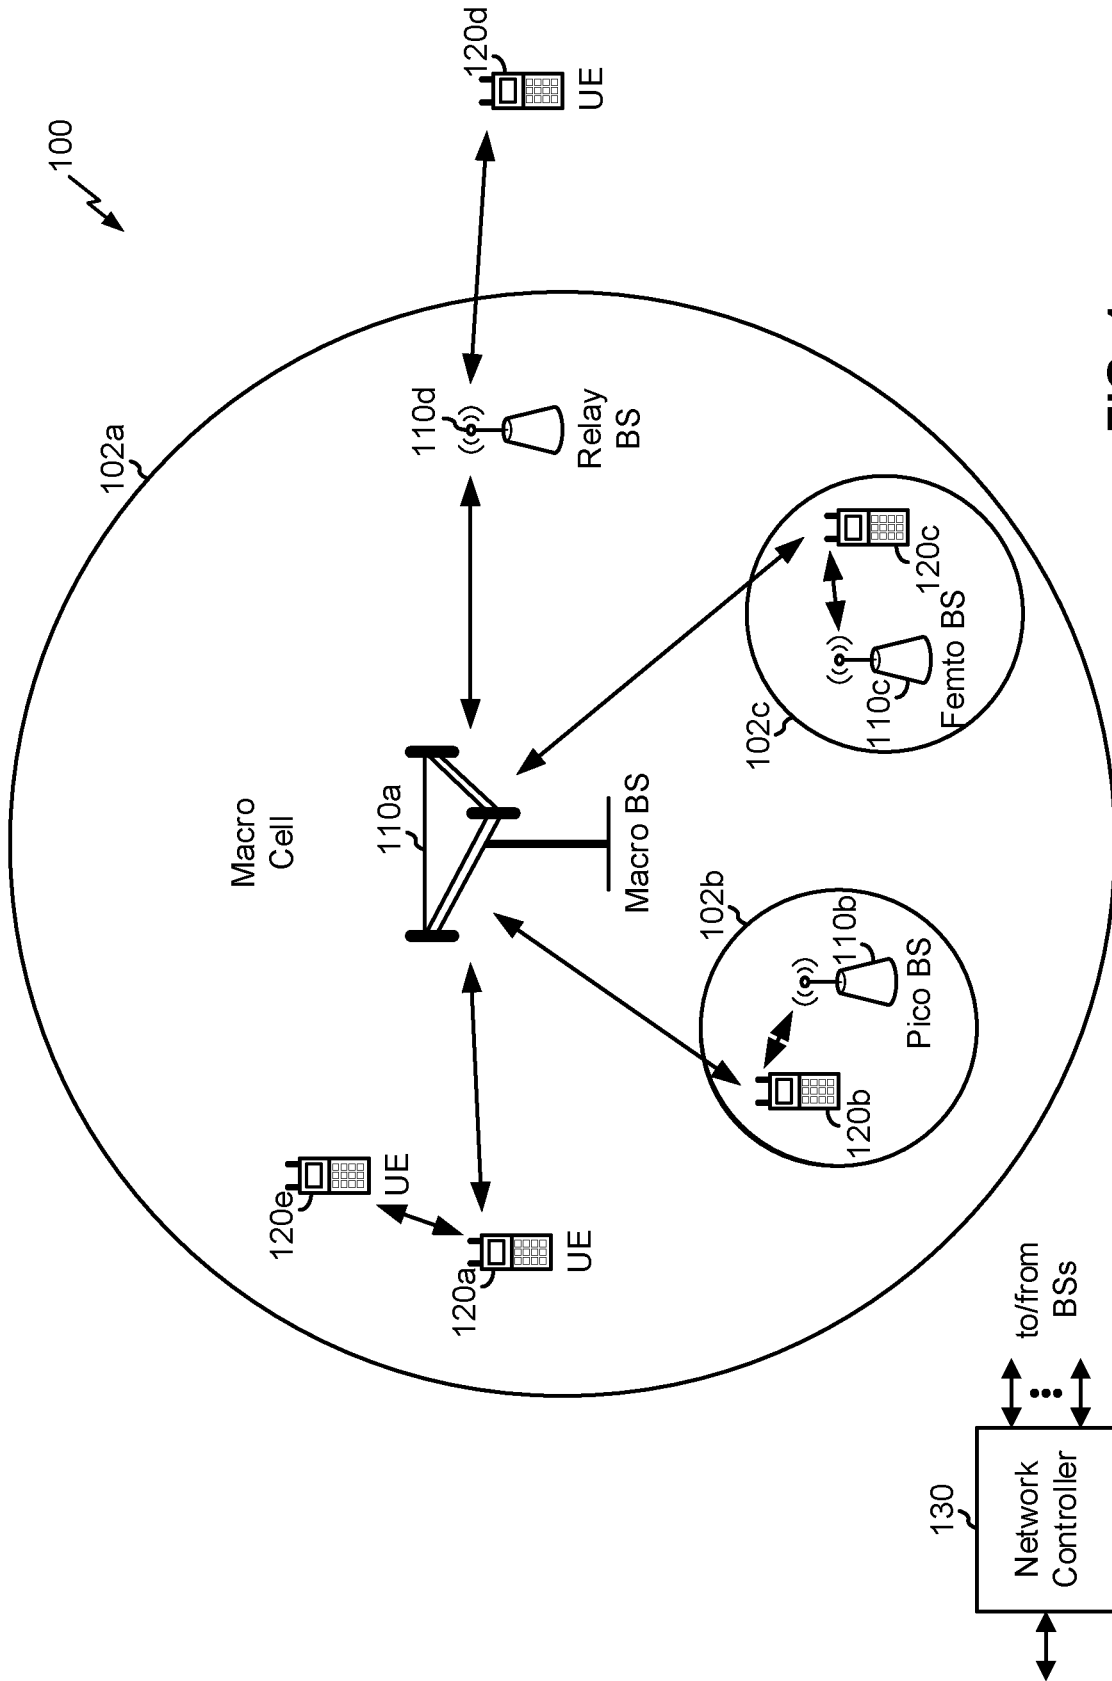 100
102a
Macro
Cell
110a
Macro BS
110d
Relay
BS
120d
UE
120e
UE
120a
UE
102b
110b
Pico BS
120b
102c
110c
Femto BS
120c
130
Network
Controller
to/from
BSs